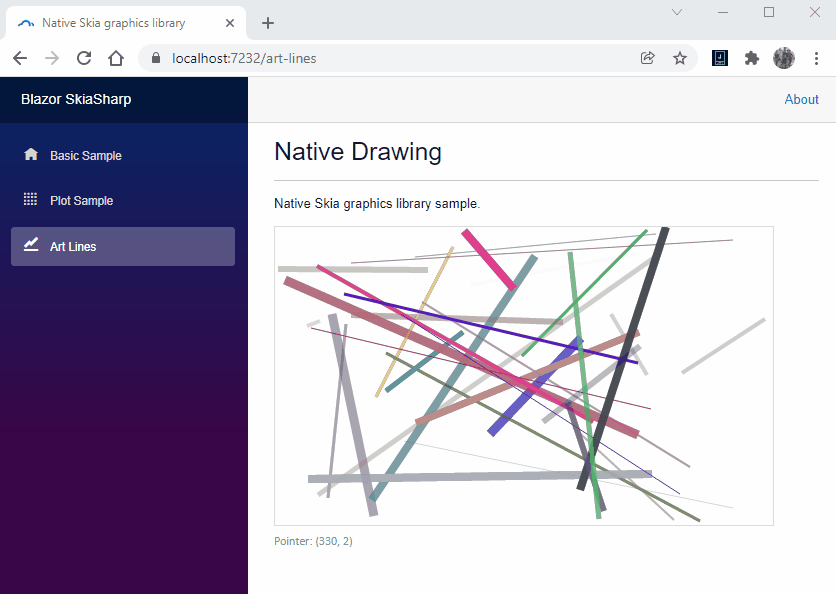 Native Skia graphics library
localhost:7232/art-lines
Blazor SkiaSharp
About
Basic Sample
Plot Sample
Art Lines
Native Drawing
Native Skia graphics library sample.
Pointer: (330, 2)